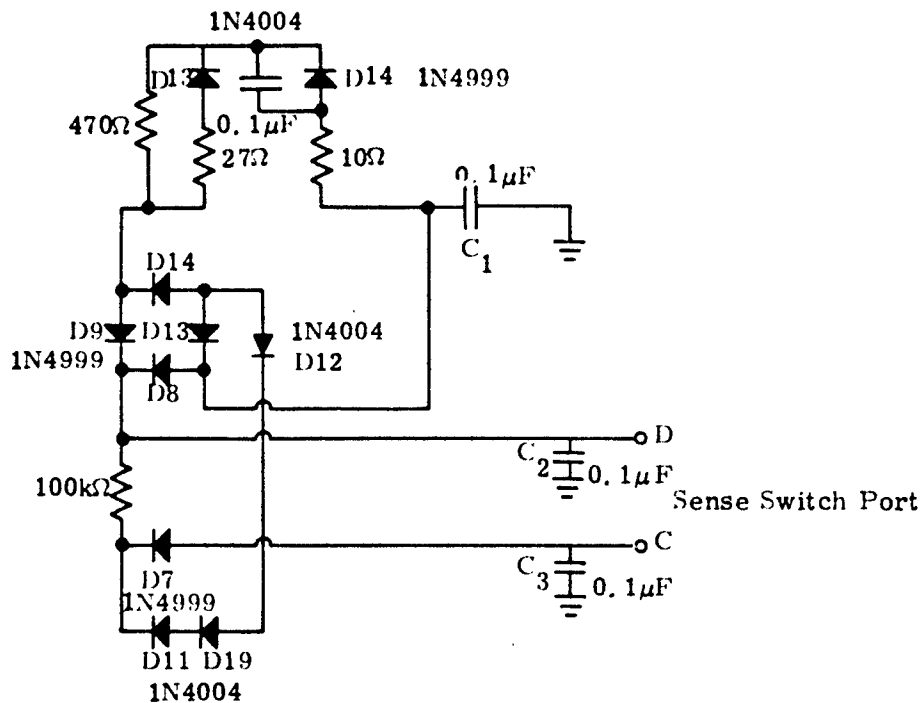 1N4004
D13
D14 1N4999
470Ω
0.1μF
27Ω
10Ω
0.1μF
C1
D14
D9
D13
1N4004
1N4999
D12
D8
D
C2
0.1μF
100kΩ
Sense Switch Port
C
C3
0.1μF
D7
1N4999
D11
D19
1N4004